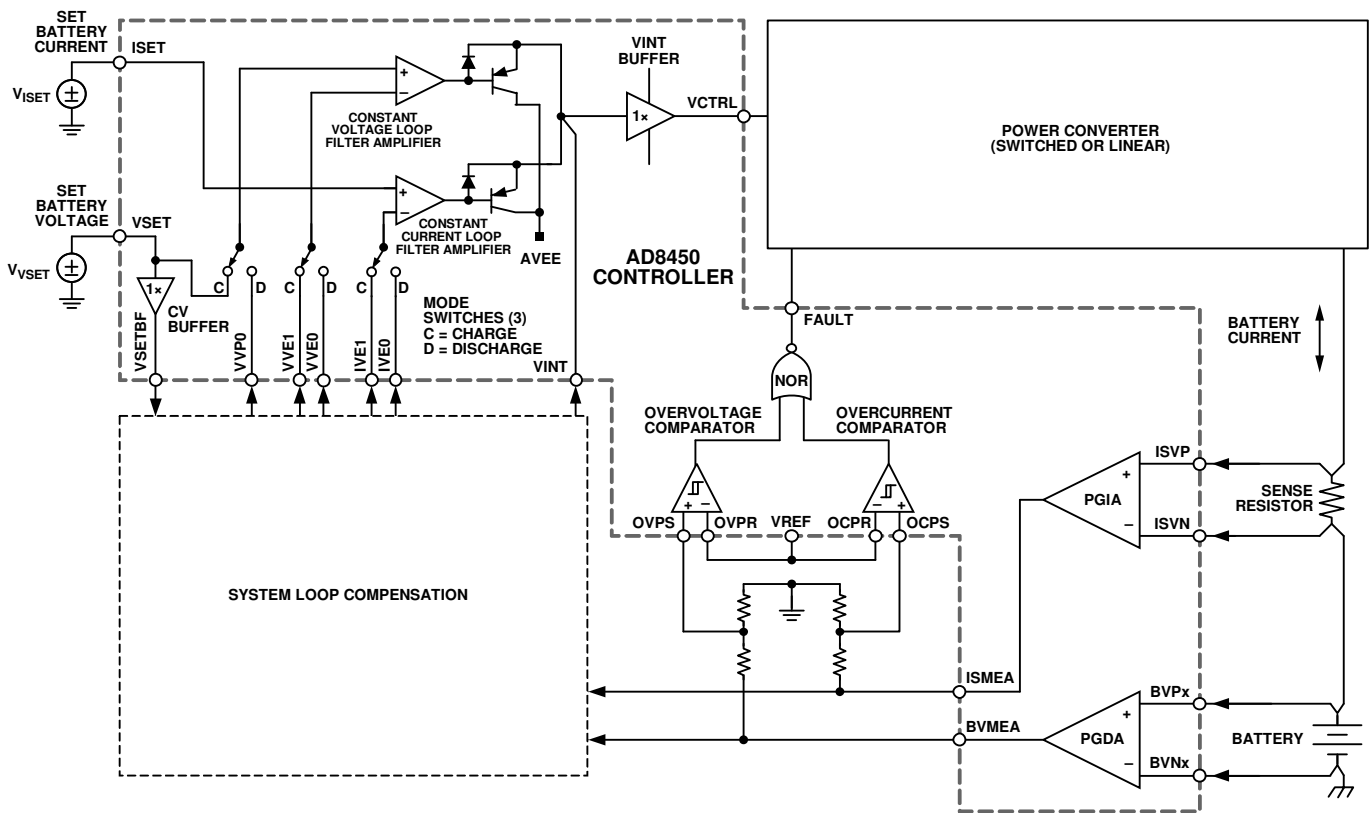 SET
BATTERY
CURRENT
ISET
VISET
±
SET
BATTERY
VOLTAGE
VSET
VVSET
±
1×
CV
BUFFER
VSETBF
C
D
VVP0
C
D
VVE1
VVE0
C
D
IVE1
IVE0
MODE
SWITCHES (3)
C = CHARGE
D = DISCHARGE
VINT
+
−
CONSTANT
VOLTAGE LOOP
FILTER AMPLIFIER
+
−
CONSTANT
CURRENT LOOP
FILTER AMPLIFIER
AVEE
VINT
BUFFER
1×
VCTRL
AD8450
CONTROLLER
POWER CONVERTER
(SWITCHED OR LINEAR)
FAULT
NOR
BATTERY
CURRENT
OVERVOLTAGE
COMPARATOR
OVERCURRENT
COMPARATOR
+ −
− +
OVPS
OVPR
VREF
OCPR
OCPS
ISVP
+
PGIA
−
ISVN
SENSE
RESISTOR
SYSTEM LOOP COMPENSATION
ISMEA
BVMEA
BVPx
+
PGDA
−
BVNx
BATTERY